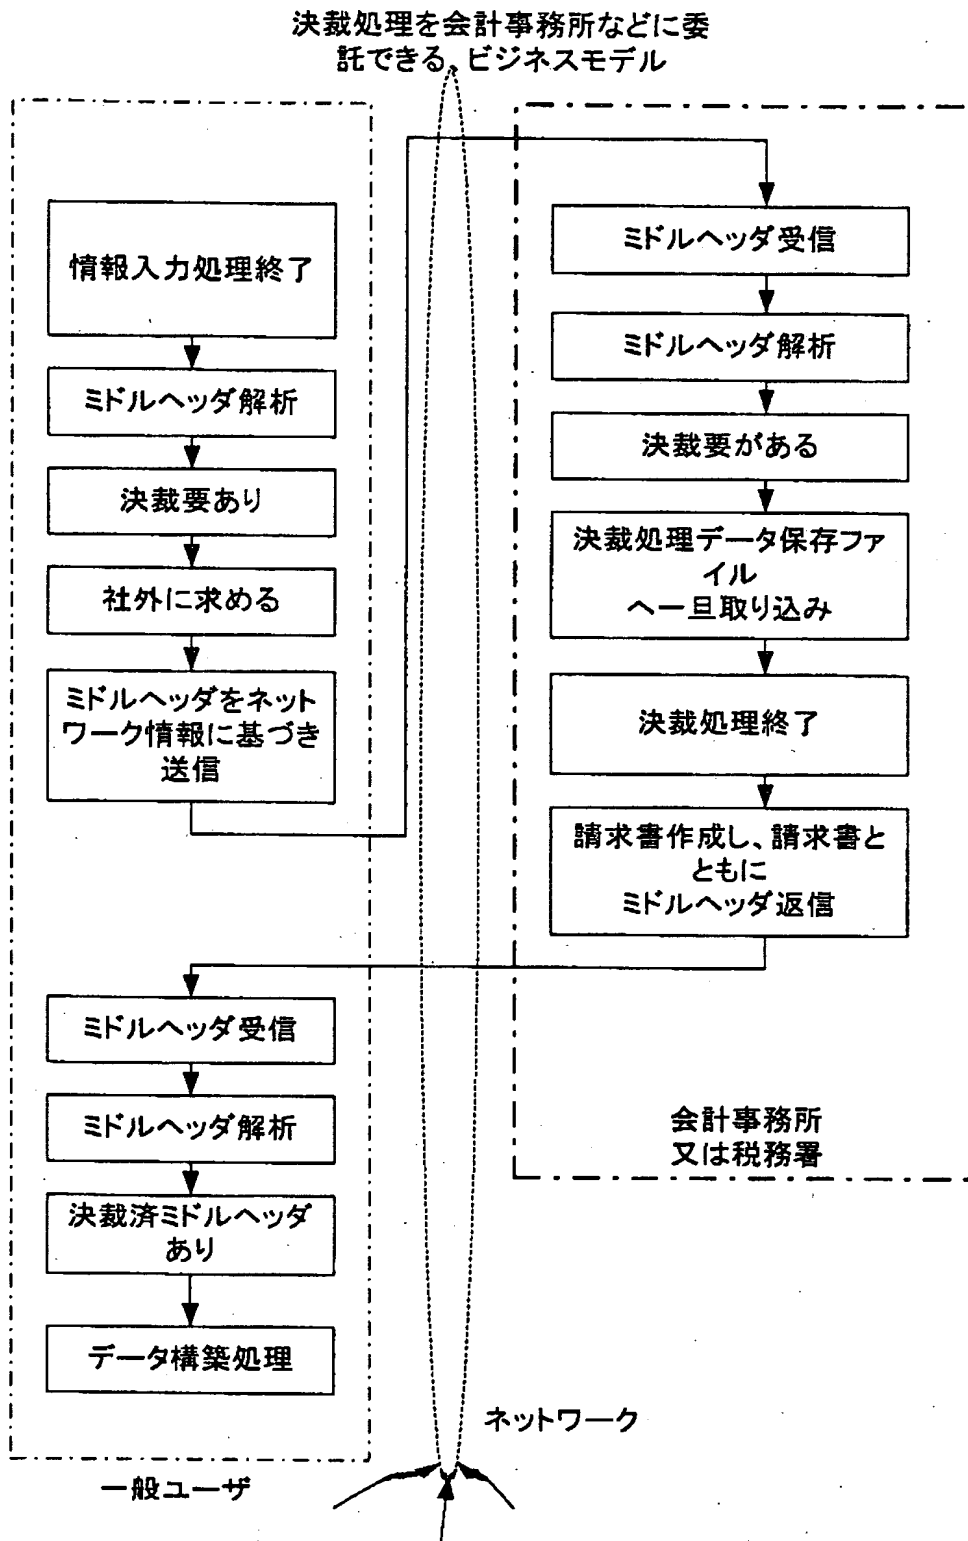 決裁処理を会計事務所などに委
託できる、ビジネスモデル
情報入力処理終了
ミドルヘッダ解析
決裁要あり
社外に求める
ミドルヘッダをネット
ワーク情報に基づき
送信
ミドルヘッダ受信
ミドルヘッダ解析
決裁要がある
決裁処理データ保存ファ
イル
へ一旦取り込み
決裁処理終了
請求書作成し、請求書と
ともに
ミドルヘッダ返信
会計事務所
又は税務署
ミドルヘッダ受信
ミドルヘッダ解析
決裁済ミドルヘッダ
あり
データ構築処理
ネットワーク
一般ユーザ